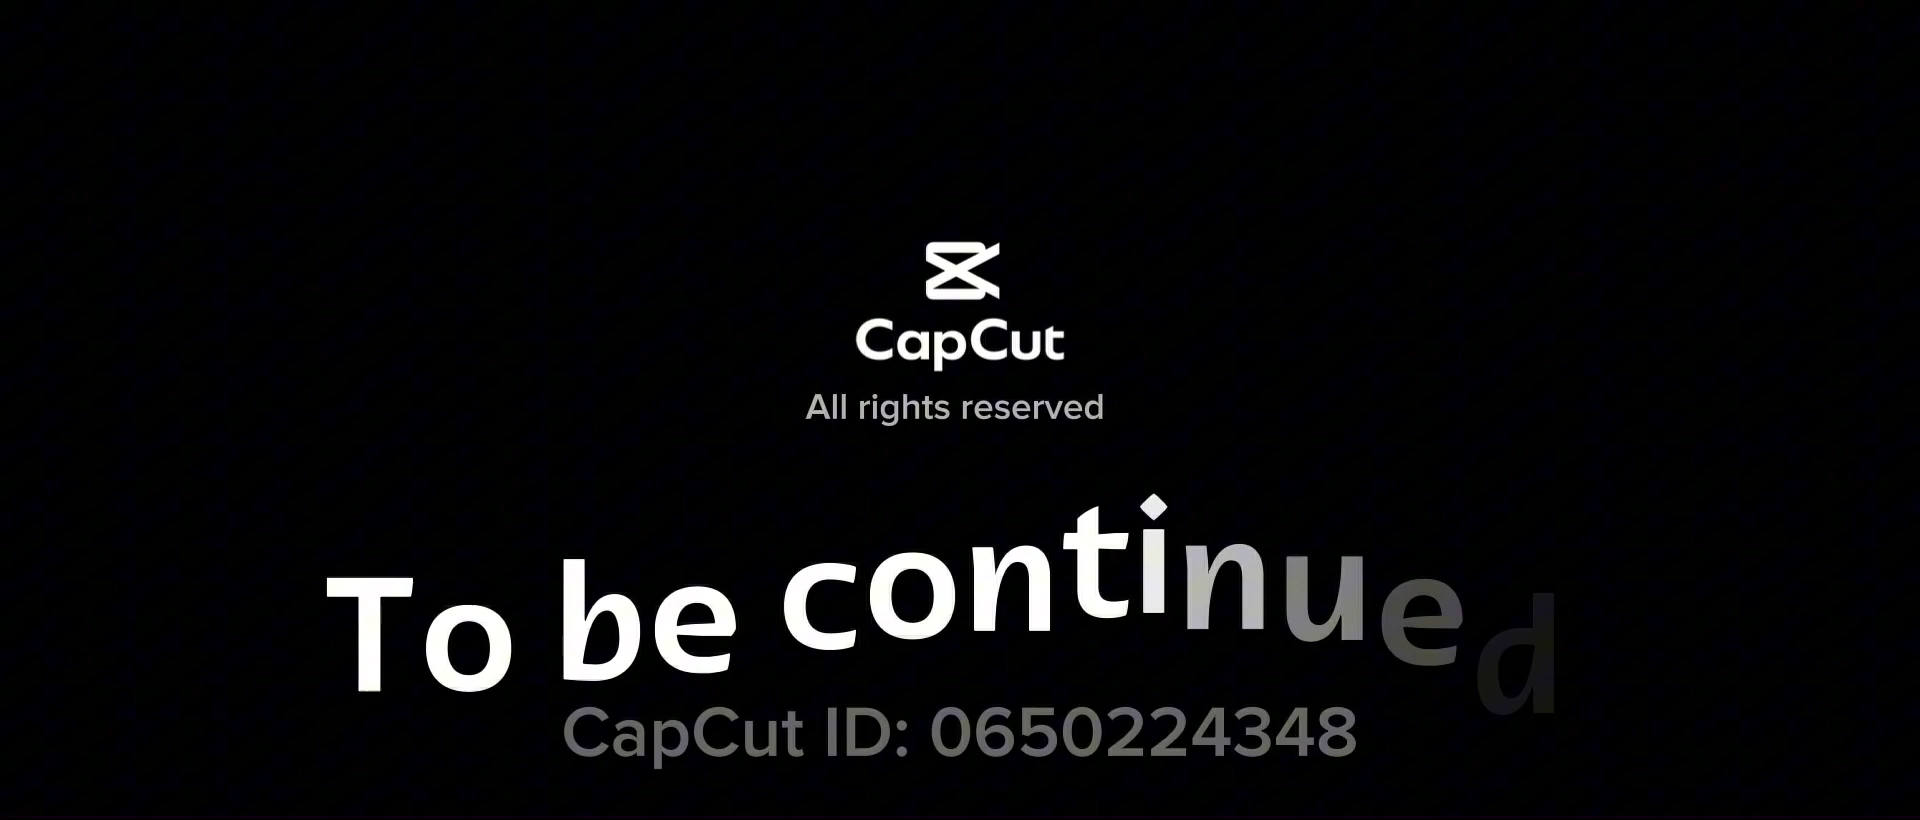 CapCut
All rights reserved
To be continued
CapCut ID: 0650224348